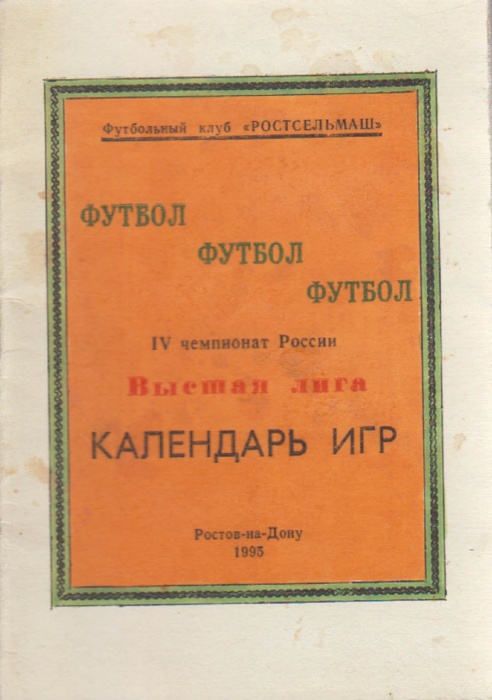 Футбольный клуб «РОСТСЕЛЬМАШ»
ФУТБОЛ
ФУТБОЛ
ФУТБОЛ
IV чемпионат России
Высшая лига
КАЛЕНДАРЬ ИГР
Ростов-на-Дону
1995